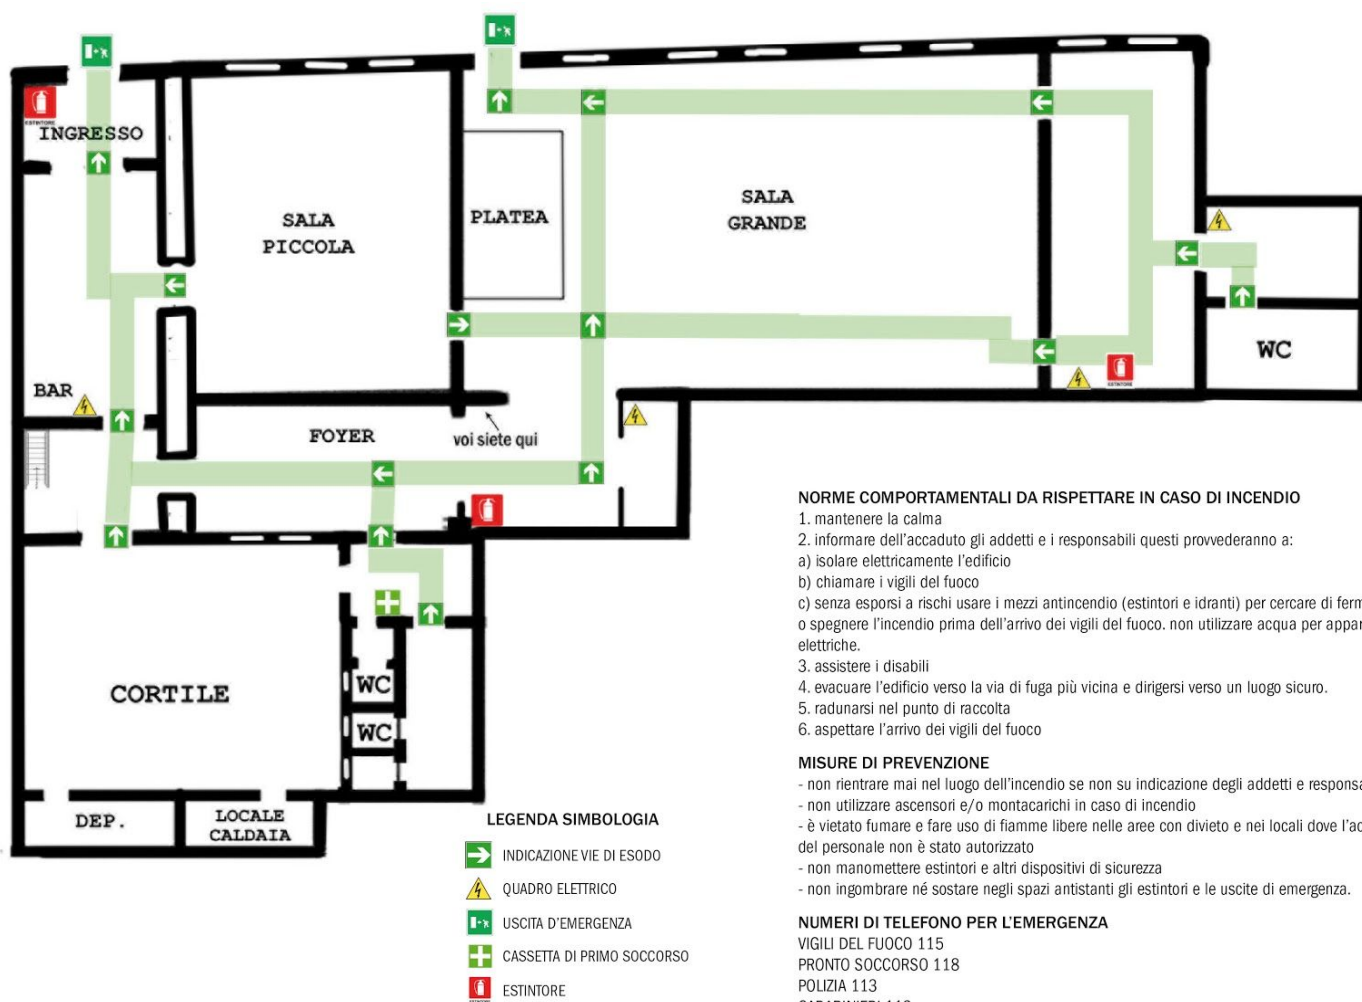 ESTINTORE
INGRESSO
SALA
PICCOLA
PLATEA
SALA
GRANDE
BAR
FOYER
voi siete qui
ESTINTORE
WC
CORTILE
WC
WC
DEP.
LOCALE
CALDAIA
LEGENDA SIMBOLOGIA
INDICAZIONE VIE DI ESODO
QUADRO ELETTRICO
USCITA D'EMERGENZA
CASSETTA DI PRIMO SOCCORSO
ESTINTORE
NORME COMPORTAMENTALI DA RISPETTARE IN CASO DI INCENDIO
1. mantenere la calma
2. informare dell'accaduto gli addetti e i responsabili questi provvederanno a:
a) isolare elettricamente l'edificio
b) chiamare i vigili del fuoco
c) senza esporsi a rischi usare i mezzi antincendio (estintori e idranti) per cercare di ferm
o spegnere l'incendio prima dell'arrivo dei vigili del fuoco. non utilizzare acqua per appar
elettriche.
3. assistere i disabili
4. evacuare l'edificio verso la via di fuga più vicina e dirigersi verso un luogo sicuro.
5. radunarsi nel punto di raccolta
6. aspettare l'arrivo dei vigili del fuoco
MISURE DI PREVENZIONE
- non rientrare mai nel luogo dell'incendio se non su indicazione degli addetti e responsa
- non utilizzare ascensori e/o montacarichi in caso di incendio
- è vietato fumare e fare uso di fiamme libere nelle aree con divieto e nei locali dove l'ac
del personale non è stato autorizzato
- non manomettere estintori e altri dispositivi di sicurezza
- non ingombrare né sostare negli spazi antistanti gli estintori e le uscite di emergenza.
NUMERI DI TELEFONO PER L'EMERGENZA
VIGILI DEL FUOCO 115
PRONTO SOCCORSO 118
POLIZIA 113